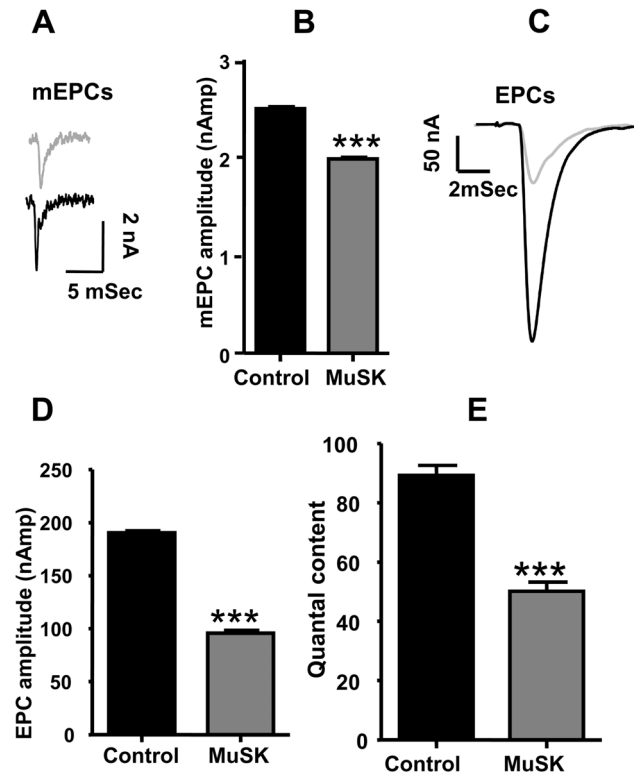 A
mEPCs
2 nA
5 mSec
B
mEPC amplitude (nAmp)
3
2
1
0
***
Control MuSK
C
EPCs
50 nA
2mSec
D
EPC amplitude (nAmp)
250
200
150
100
50
0
***
Control MuSK
E
Quantal content
100
80
60
40
20
0
***
Control MuSK